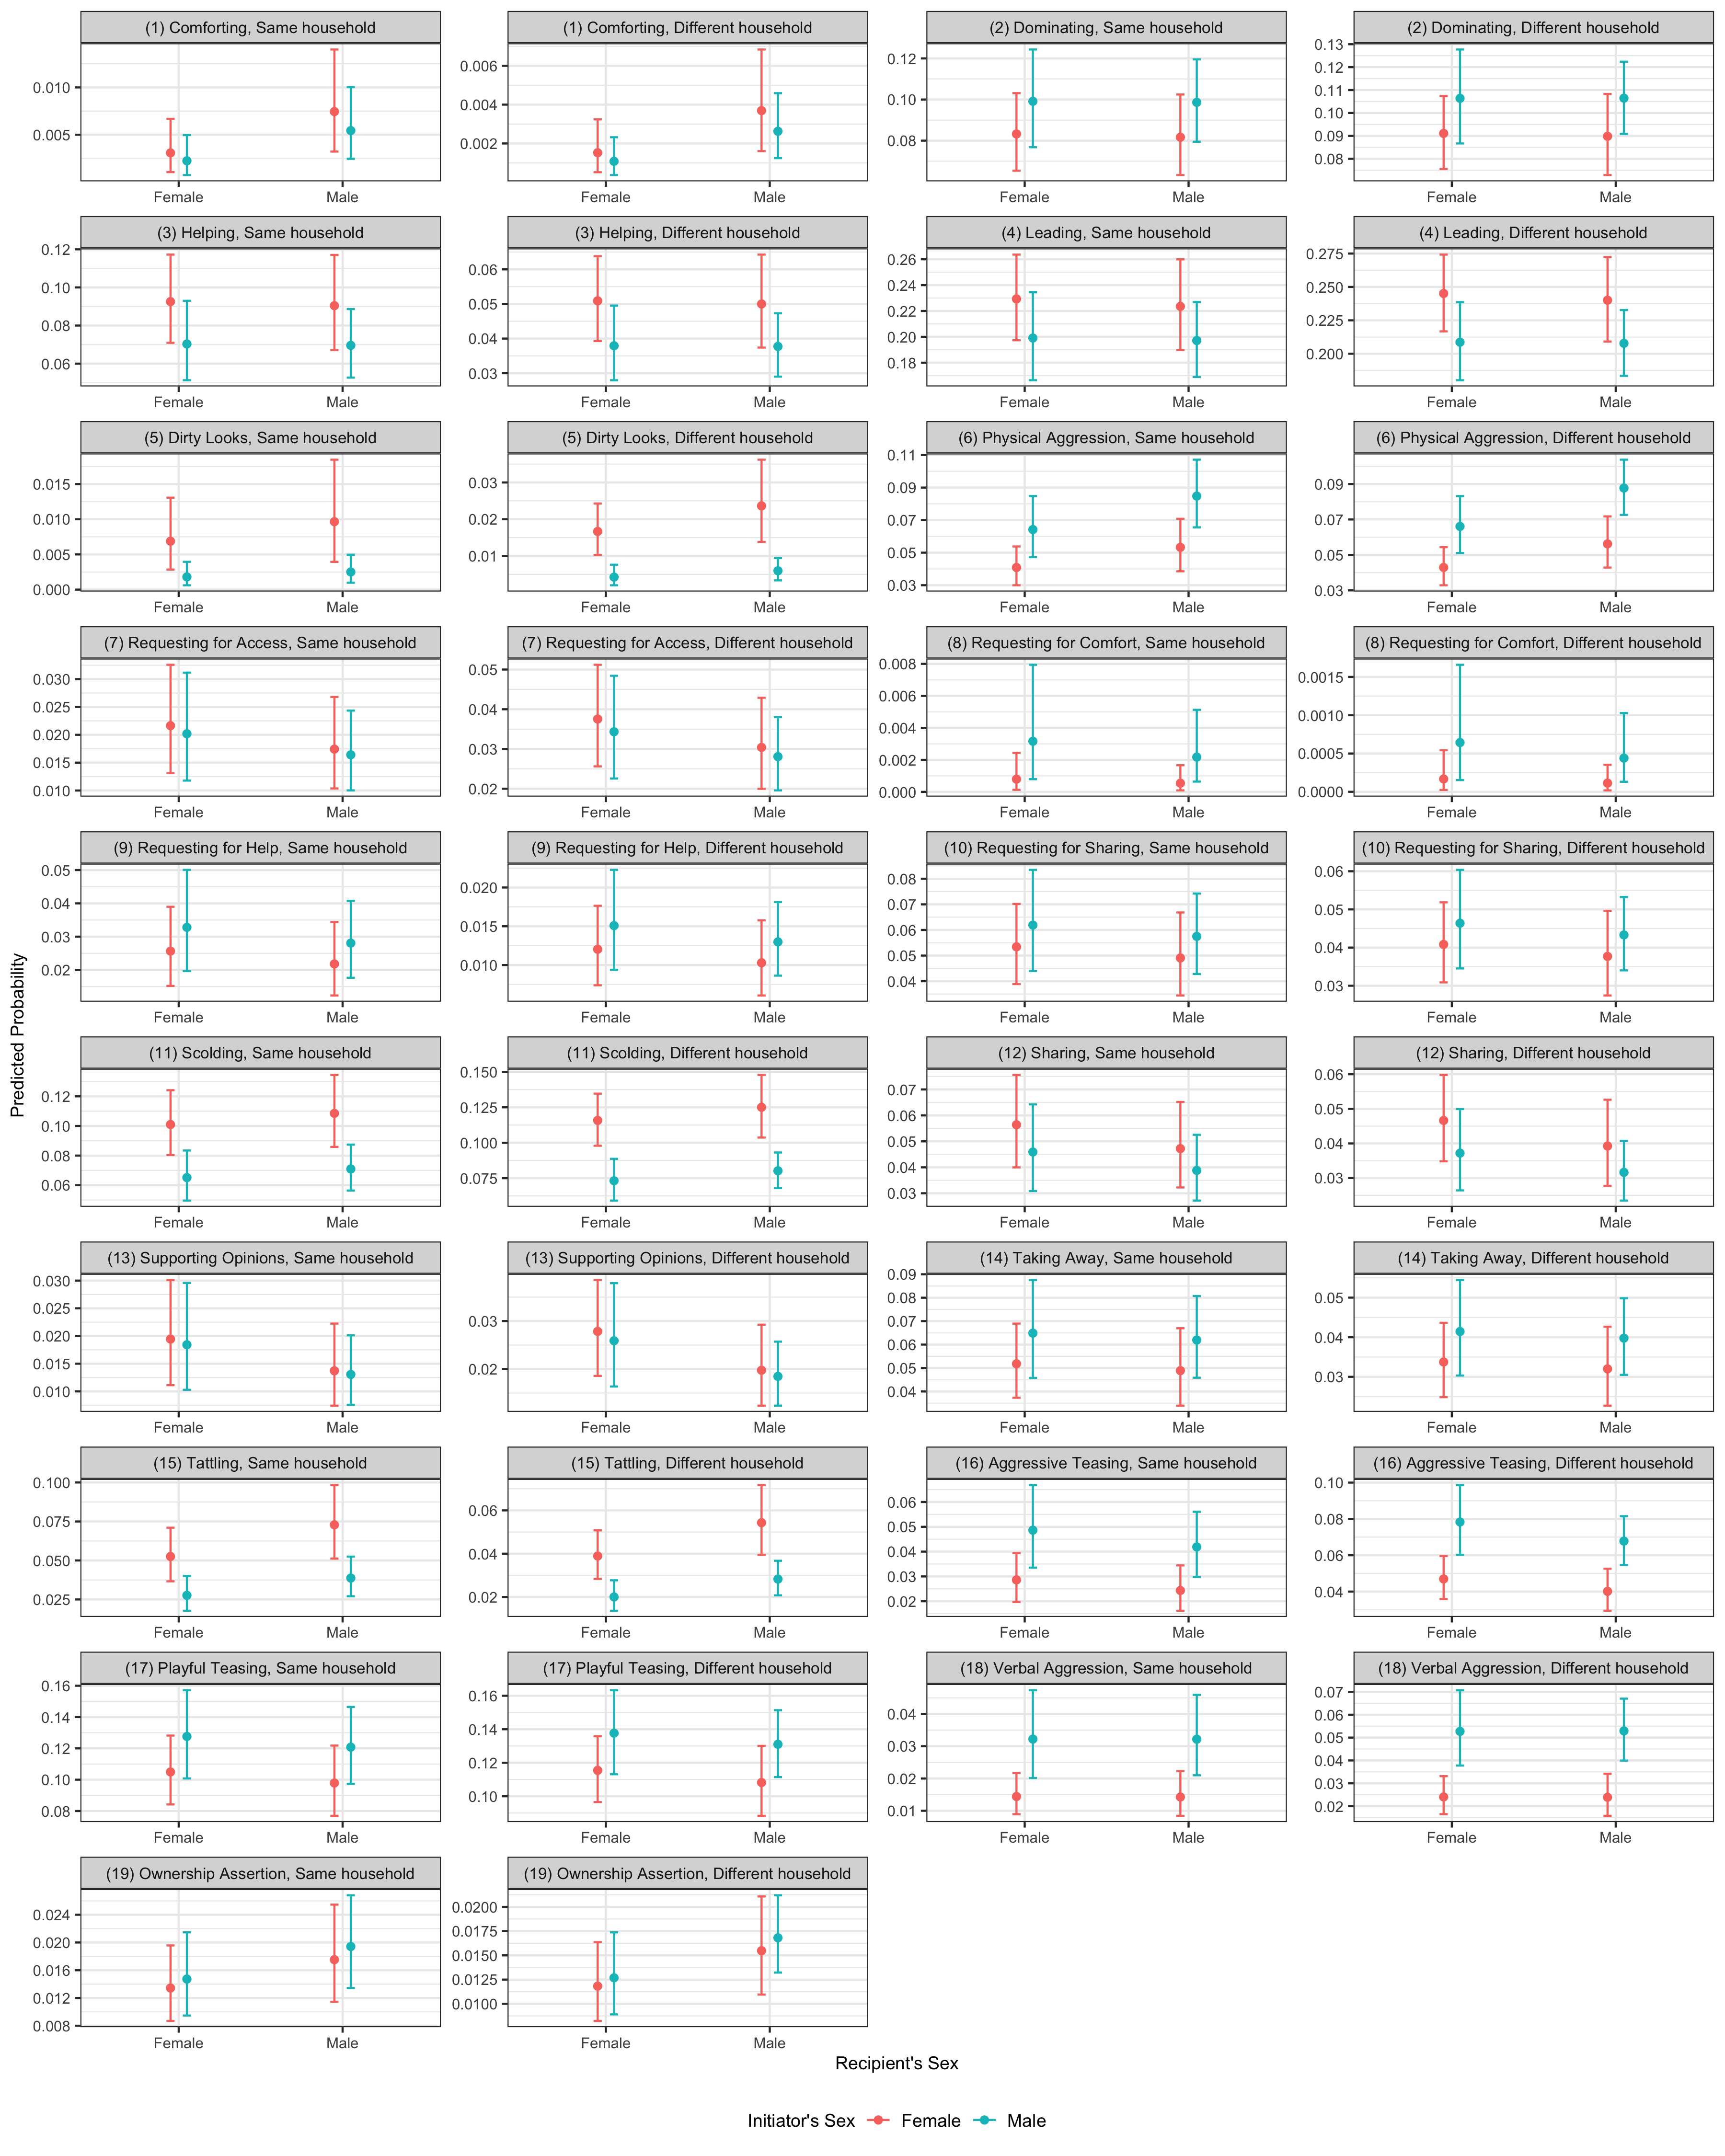 (1) Comforting, Same household
(1) Comforting, Different household
(2) Dominating, Same household
(2) Dominating, Different household
0.010
0.005
0.006
0.004
0.002
0.12
0.10
0.08
0.13
0.12
0.11
0.10
0.09
0.08
Female Male
Female Male
Female Male
Female Male
(3) Helping, Same household
(3) Helping, Different household
(4) Leading, Same household
(4) Leading, Different household
0.12
0.10
0.08
0.06
0.06
0.05
0.04
0.03
0.26
0.24
0.22
0.20
0.18
0.275
0.250
0.225
0.200
Female Male
Female Male
Female Male
Female Male
(5) Dirty Looks, Same household
(5) Dirty Looks, Different household
(6) Physical Aggression, Same household
(6) Physical Aggression, Different household
0.015
0.010
0.005
0.000
0.03
0.02
0.01
0.11
0.09
0.07
0.05
0.03
0.09
0.07
0.05
0.03
Female Male
Female Male
Female Male
Female Male
(7) Requesting for Access, Same household
(7) Requesting for Access, Different household
(8) Requesting for Comfort, Same household
(8) Requesting for Comfort, Different household
0.030
0.025
0.020
0.015
0.010
0.05
0.04
0.03
0.02
0.008
0.006
0.004
0.002
0.000
0.0015
0.0010
0.0005
0.0000
Female Male
Female Male
Female Male
Female Male
(9) Requesting for Help, Same household
(9) Requesting for Help, Different household
(10) Requesting for Sharing, Same household
(10) Requesting for Sharing, Different household
0.05
0.04
0.03
0.02
0.020
0.015
0.010
0.08
0.07
0.06
0.05
0.04
0.06
0.05
0.04
0.03
Female Male
Female Male
Female Male
Female Male
Predicted Probability
(11) Scolding, Same household
(11) Scolding, Different household
(12) Sharing, Same household
(12) Sharing, Different household
0.12
0.10
0.08
0.06
0.150
0.125
0.100
0.075
0.07
0.06
0.05
0.04
0.03
0.06
0.05
0.04
0.03
Female Male
Female Male
Female Male
Female Male
(13) Supporting Opinions, Same household
(13) Supporting Opinions, Different household
(14) Taking Away, Same household
(14) Taking Away, Different household
0.030
0.025
0.020
0.015
0.010
0.03
0.02
0.09
0.08
0.07
0.06
0.05
0.04
0.05
0.04
0.03
Female Male
Female Male
Female Male
Female Male
(15) Tattling, Same household
(15) Tattling, Different household
(16) Aggressive Teasing, Same household
(16) Aggressive Teasing, Different household
0.100
0.075
0.050
0.025
0.06
0.04
0.02
0.06
0.05
0.04
0.03
0.02
0.10
0.08
0.06
0.04
Female Male
Female Male
Female Male
Female Male
(17) Playful Teasing, Same household
(17) Playful Teasing, Different household
(18) Verbal Aggression, Same household
(18) Verbal Aggression, Different household
0.16
0.14
0.12
0.10
0.08
0.16
0.14
0.12
0.10
0.04
0.03
0.02
0.01
0.07
0.06
0.05
0.04
0.03
0.02
Female Male
Female Male
Female Male
Female Male
(19) Ownership Assertion, Same household
(19) Ownership Assertion, Different household
0.024
0.020
0.016
0.012
0.008
0.0200
0.0175
0.0150
0.0125
0.0100
Female Male
Female Male
Recipient's Sex
Initiator's Sex Female Male